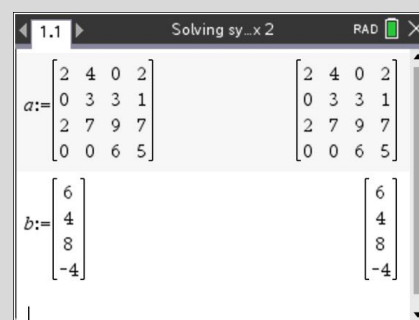 1.1 Solving sy...x 2 RAD
a:= [2 4 0 2] [2 4 0 2]
[0 3 3 1] [0 3 3 1]
[2 7 9 7] [2 7 9 7]
[0 0 6 5] [0 0 6 5]
b:= [6] [6]
[4] [4]
[8] [8]
[-4] [-4]